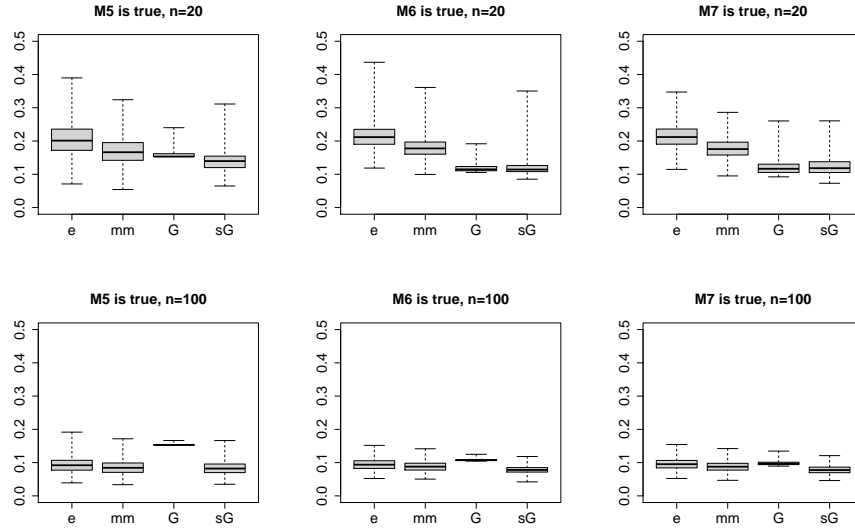 M5 is true, n=20
0.0 0.1 0.2 0.3 0.4 0.5
e mm G sG
M6 is true, n=20
0.0 0.1 0.2 0.3 0.4 0.5
e mm G sG
M7 is true, n=20
0.0 0.1 0.2 0.3 0.4 0.5
e mm G sG
M5 is true, n=100
0.0 0.1 0.2 0.3 0.4 0.5
e mm G sG
M6 is true, n=100
0.0 0.1 0.2 0.3 0.4 0.5
e mm G sG
M7 is true, n=100
0.0 0.1 0.2 0.3 0.4 0.5
e mm G sG